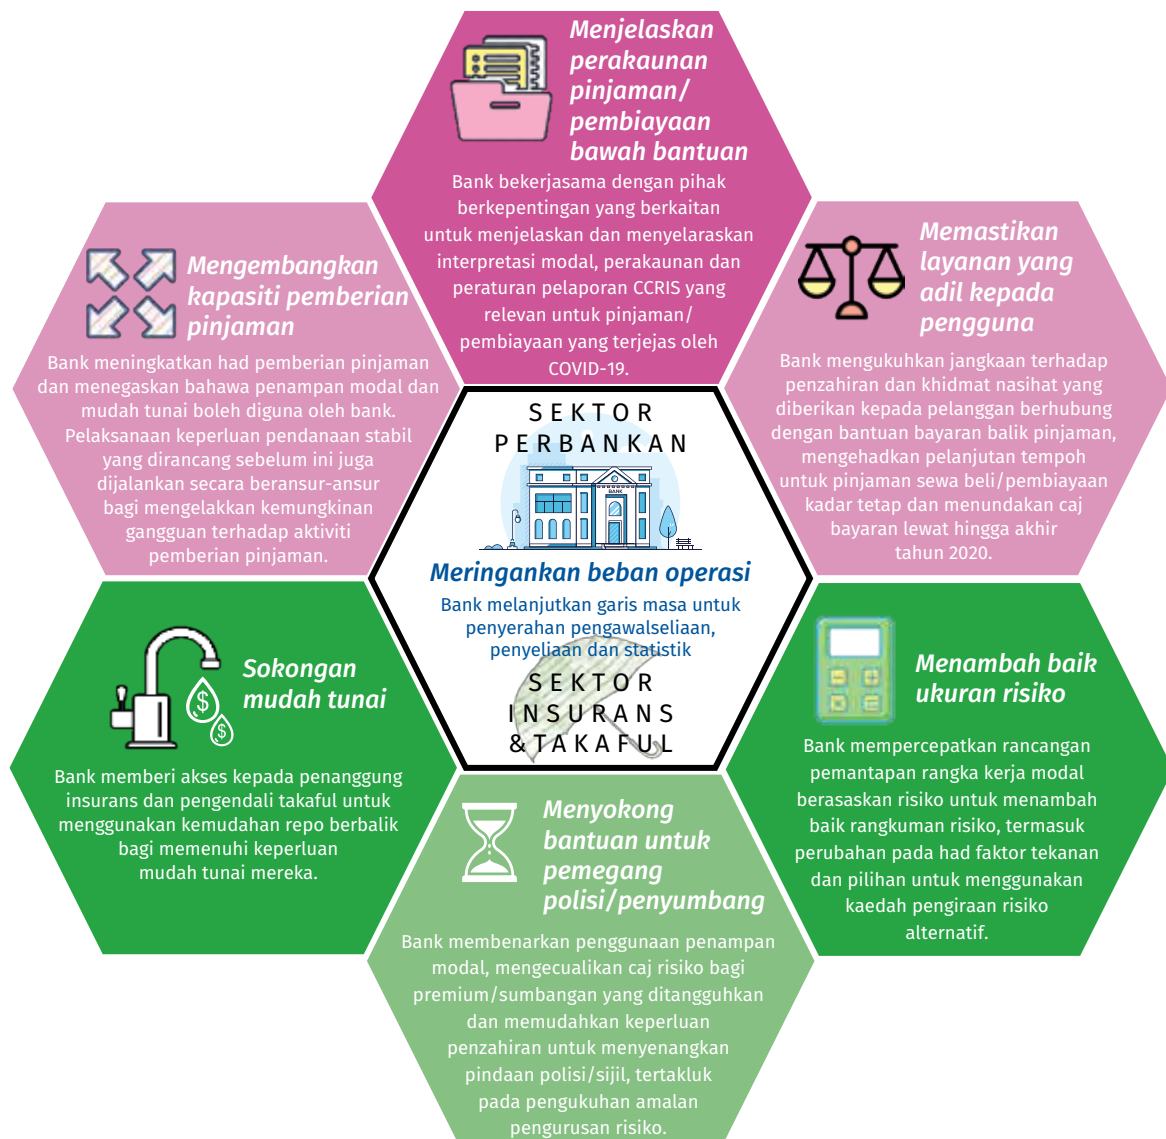 Menjelaskan
perakaunan
pinjaman/
pembiayaan
bawah bantuan
Bank bekerjasama dengan pihak
berkepentingan yang berkaitan
untuk menjelaskan dan menyelaraskan
interpretasi modal, perakaunan dan
peraturan pelaporan CCRIS yang
relevan untuk pinjaman/
pembiayaan yang terjejas oleh
COVID-19.
Mengembangkan
kapasiti pemberian
pinjaman
Bank meningkatkan had pemberian pinjaman
dan menegaskan bahawa penampan modal dan
mudah tunai boleh diguna oleh bank.
Pelaksanaan keperluan pendanaan stabil
yang dirancang sebelum ini juga
dijalankan secara beransur-ansur
bagi mengelakkan kemungkinan
gangguan terhadap aktiviti
pemberian pinjaman.
Memastikan
layanan yang
adil kepada
pengguna
Bank mengukuhkan jangkaan terhadap
penzahiran dan khidmat nasihat yang
diberikan kepada pelanggan berhubung
dengan bantuan bayaran balik pinjaman,
mengehadkan pelanjutan tempoh
untuk pinjaman sewa beli/pembiayaan
kadar tetap dan menundakan caj
bayaran lewat hingga akhir
tahun 2020.
SEKTOR
PERBANKAN
BANK
Meringankan beban operasi
Bank melanjutkan garis masa untuk
penyerahan pengawalseliaan,
penyeliaan dan statistik
SEKTOR
INSURANS
&TAKAFUL
Sokongan
mudah tunai
$
$
Bank memberi akses kepada penanggung
insurans dan pengendali takaful untuk
menggunakan kemudahan repo berbalik
bagi memenuhi keperluan
mudah tunai mereka.
Menambah baik
ukuran risiko
Bank mempercepatkan rancangan
pemantapan rangka kerja modal
berasaskan risiko untuk menambah
baik rangkuman risiko, termasuk
perubahan pada had faktor tekanan
dan pilihan untuk menggunakan
kaedah pengiraan risiko
alternatif.
Menyokong
bantuan untuk
pemegang
polisi/penyumbang
Bank membenarkan penggunaan penampan
modal, mengecualikan caj risiko bagi
premium/sumbangan yang ditangguhkan
dan memudahkan keperluan
penzahiran untuk menyenangkan
pindaan polisi/sijil, tertakluk
pada pengukuhan amalan
pengurusan risiko.